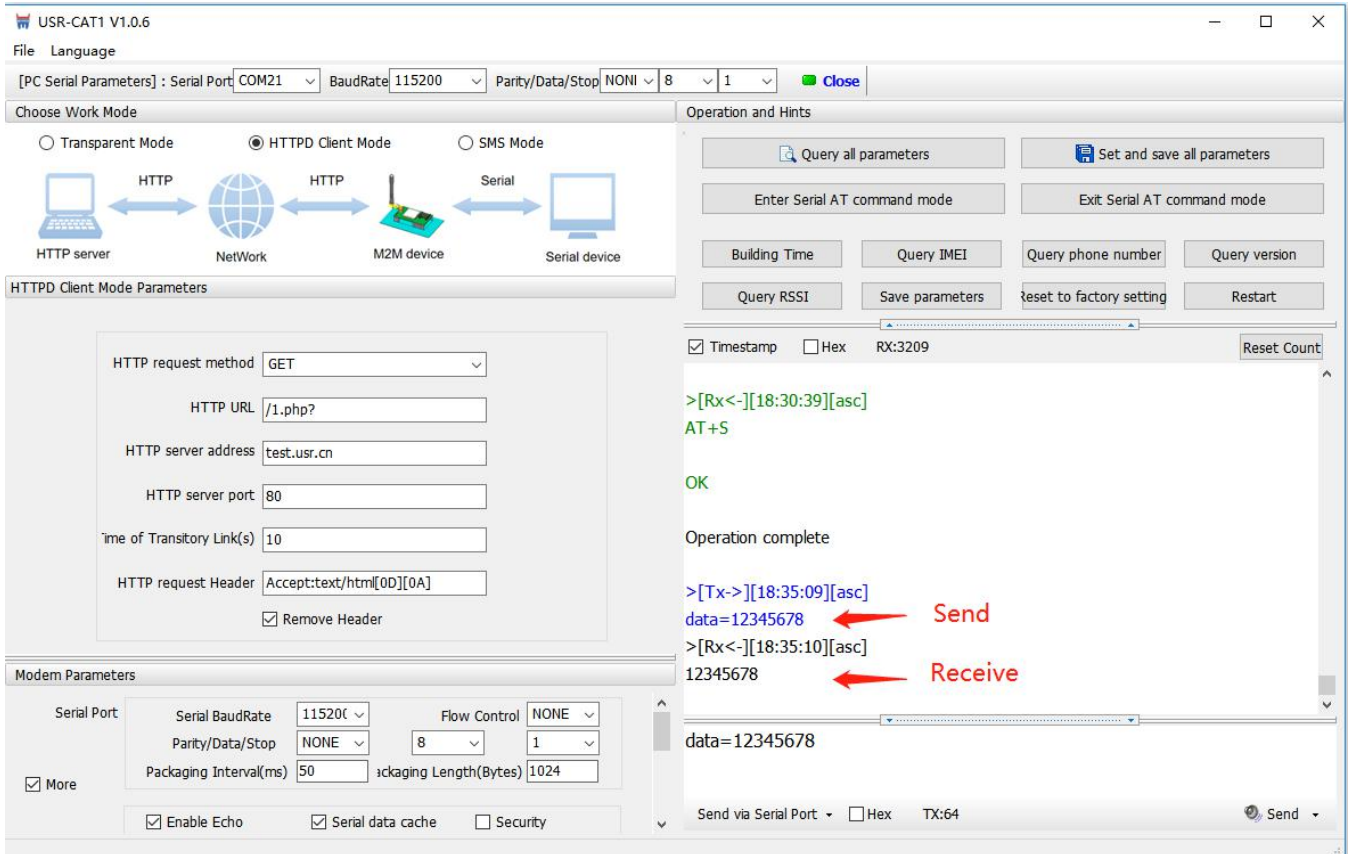 USR-CAT1 V1.0.6
File Language
[PC Serial Parameters] : Serial Port COM21 BaudRate 115200 Parity/Data/Stop NONI 8 1 Close
Choose Work Mode
Transparent Mode HTTPD Client Mode SMS Mode
HTTP HTTP Serial
HTTP server NetWork M2M device Serial device
HTTPD Client Mode Parameters
HTTP request method GET
HTTP URL /1.php?
HTTP server address test.usr.cn
HTTP server port 80
ime of Transitory Link(s) 10
HTTP request Header Accept:text/html[0D][0A]
Remove Header
Modem Parameters
Serial Port Serial BaudRate 11520( Flow Control NONE
Parity/Data/Stop NONE 8 1
Packaging Interval(ms) 50 ackaging Length(Bytes) 1024
More
Enable Echo Serial data cache Security
Operation and Hints
Query all parameters Set and save all parameters
Enter Serial AT command mode Exit Serial AT command mode
Building Time Query IMEI Query phone number Query version
Query RSSI Save parameters Reset to factory setting Restart
Timestamp Hex RX:3209 Reset Count
>[Rx<-][18:30:39][asc]
AT+S
OK
Operation complete
>[Tx->][18:35:09][asc]
data=12345678 Send
>[Rx<-][18:35:10][asc]
12345678 Receive
data=12345678
Send via Serial Port Hex TX:64 Send